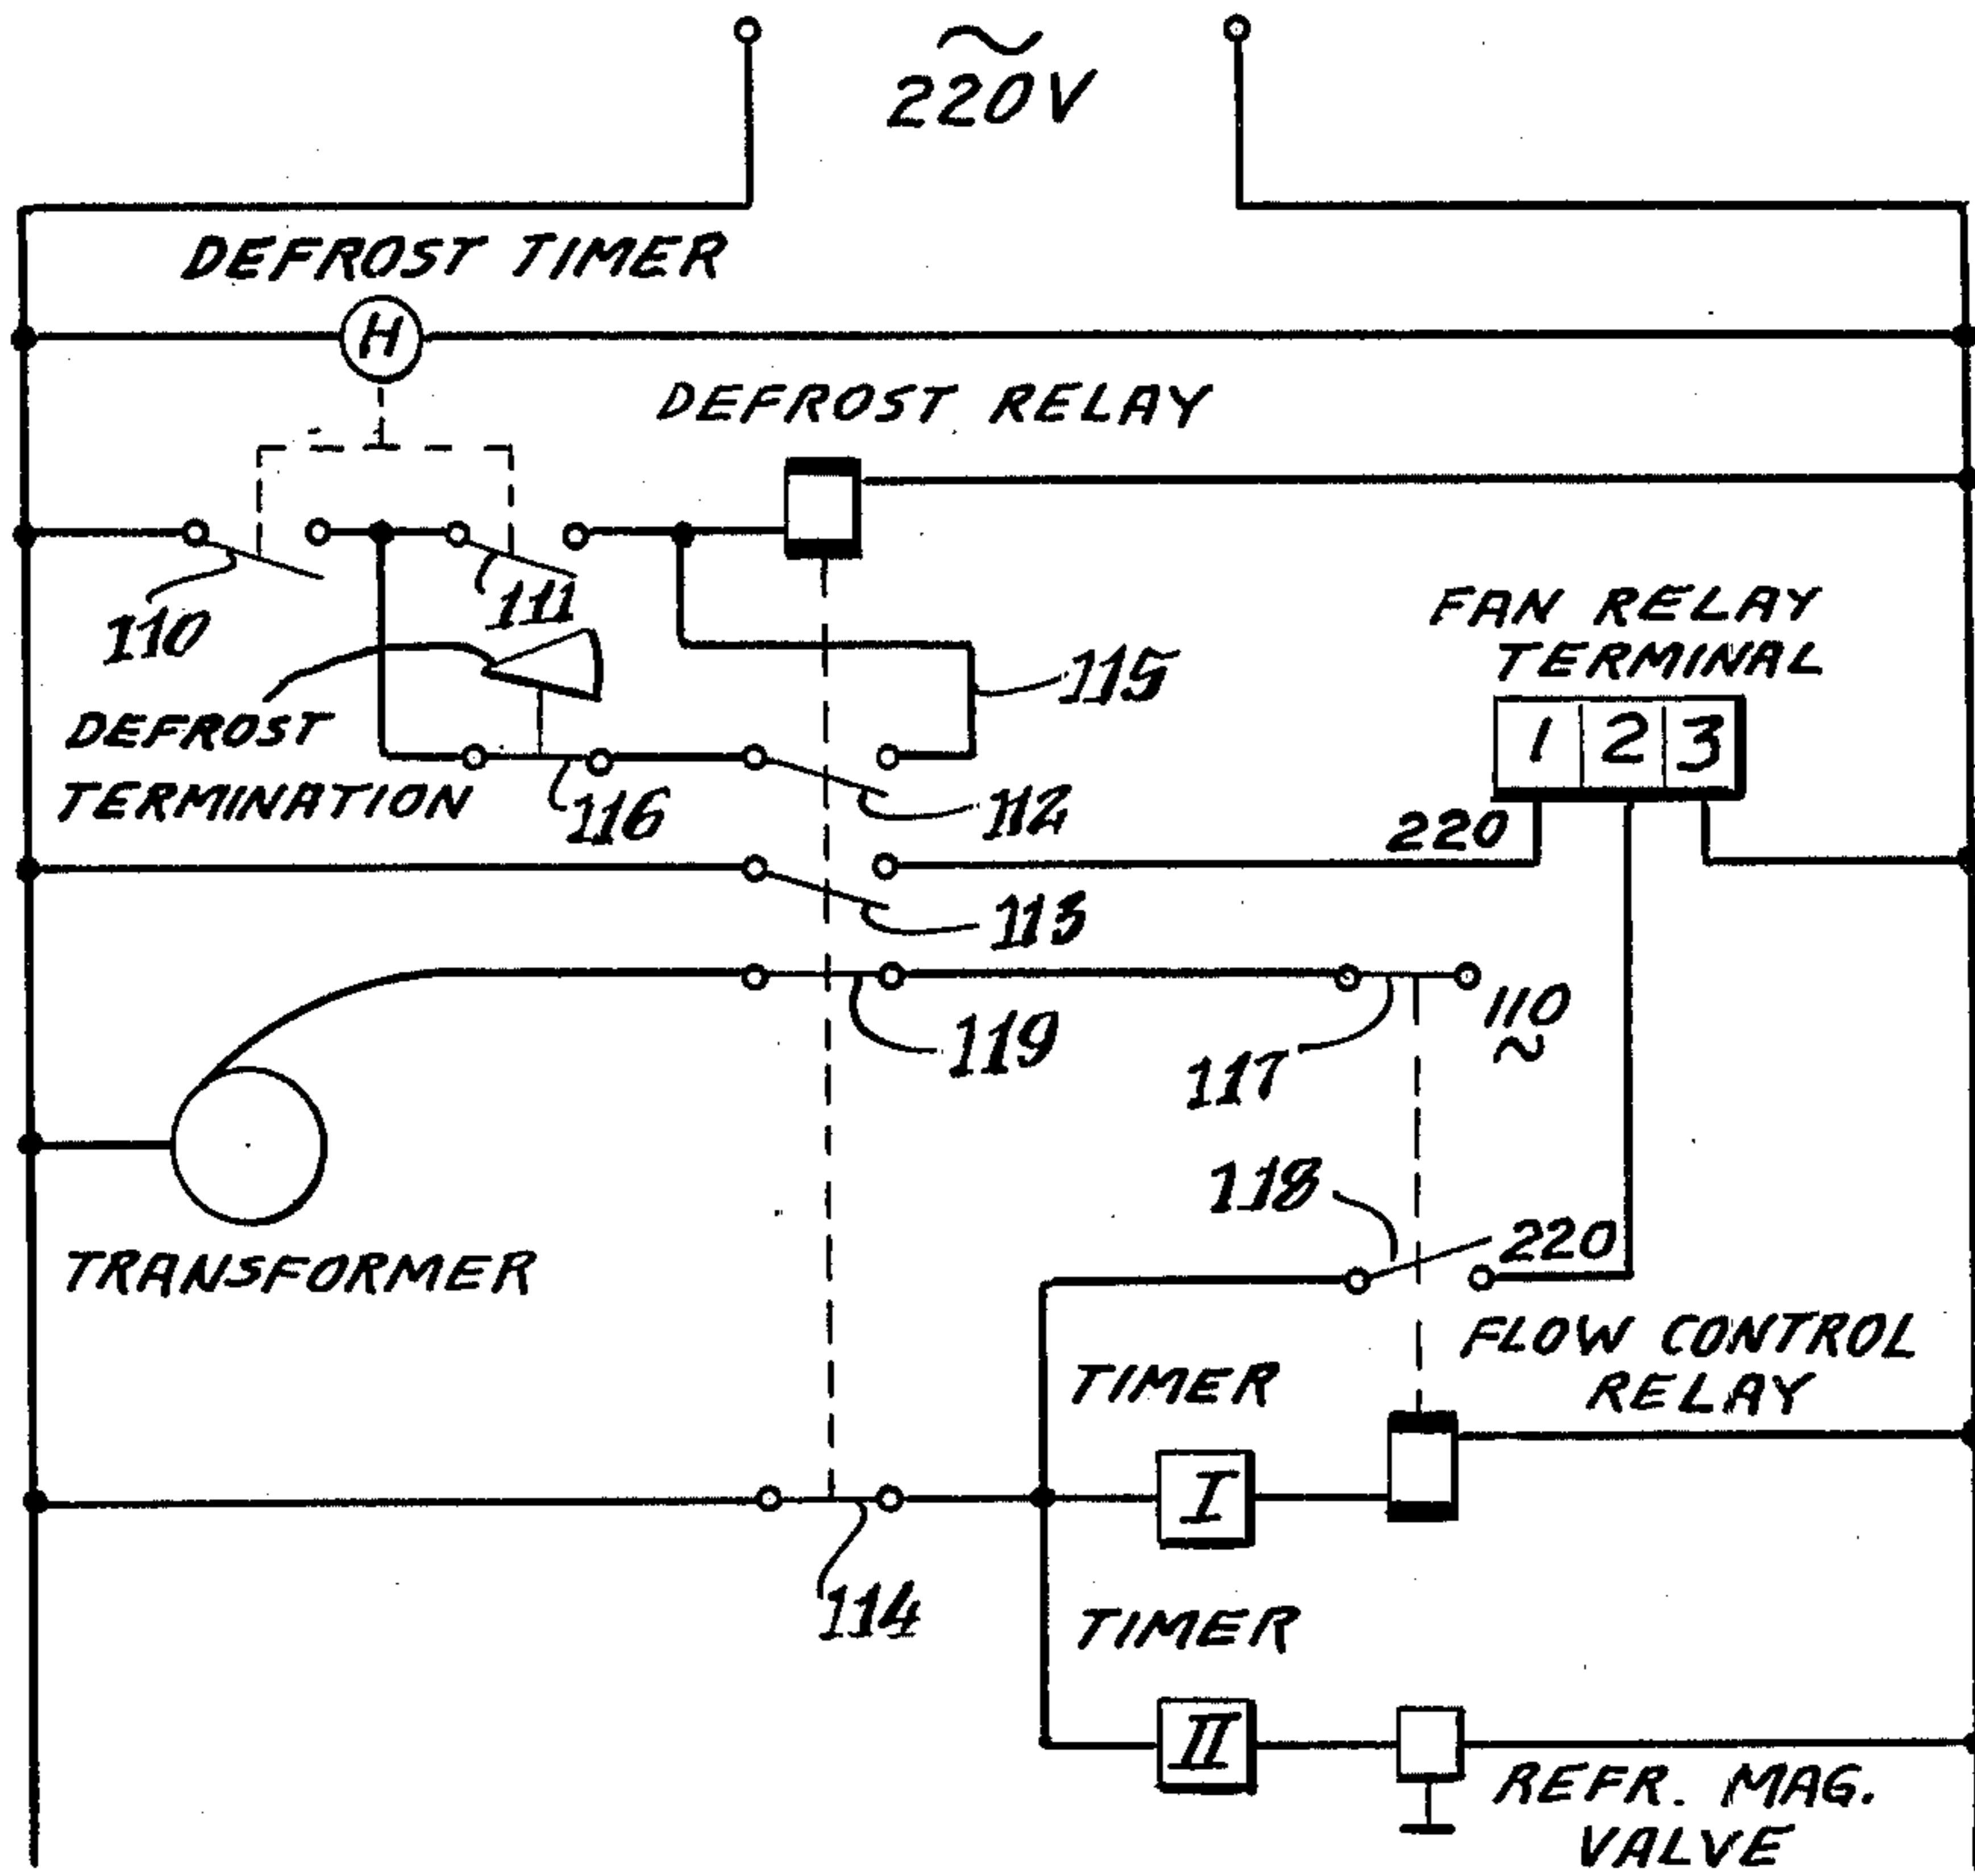 220V
DEFROST TIMER
H
DEFROST RELAY
110
111
FAN RELAY
TERMINAL
115
1 2 3
DEFROST
TERMINATION
116
112
220
113
119
117
110
118
220
TRANSFORMER
FLOW CONTROL
RELAY
TIMER
I
114
TIMER
II
REFR. MAG.
VALVE